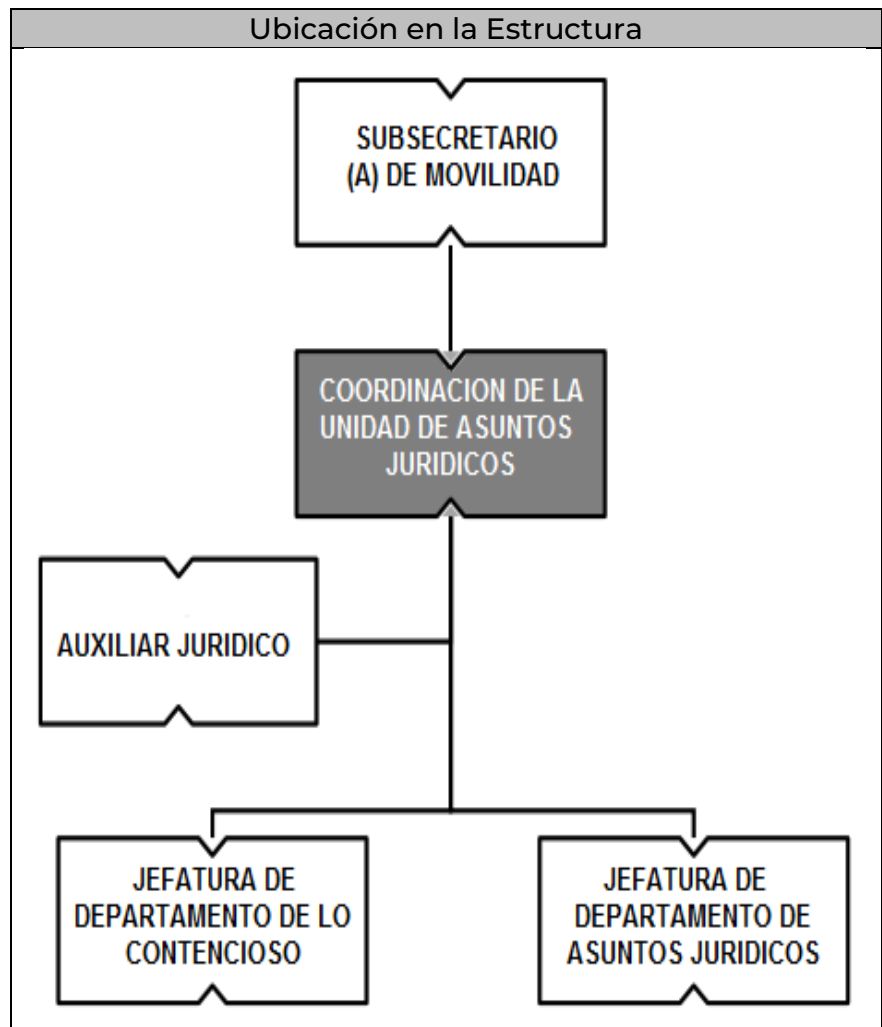 Ubicación en la Estructura
SUBSECRETARIO
(A) DE MOVILIDAD
COORDINACION DE LA
UNIDAD DE ASUNTOS
JURIDICOS
AUXILIAR JURIDICO
JEFATURA DE
DEPARTAMENTO DE LO
CONTENCIOSO
JEFATURA DE
DEPARTAMENTO DE
ASUNTOS JURIDICOS